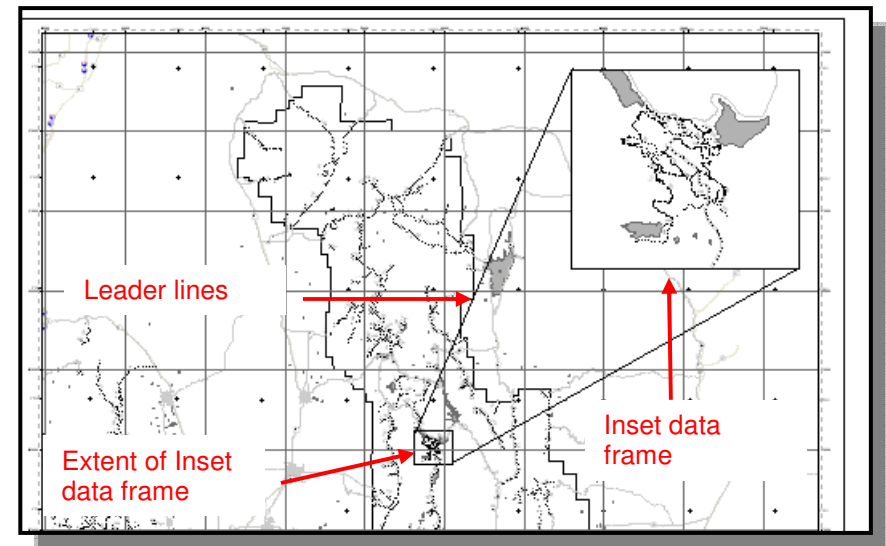 Leader lines
Extent of Inset
data frame
Inset data
frame